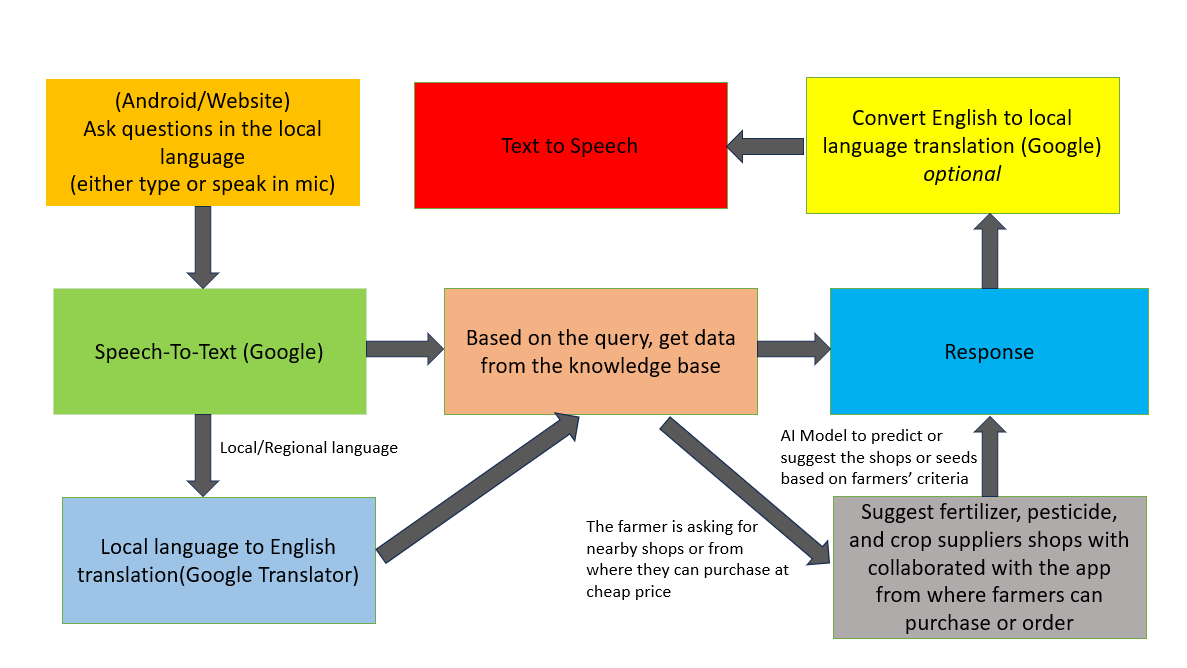 (Android/Website)
Ask questions in the local
language
(either type or speak in mic)
Text to Speech
Convert English to local
language translation (Google)
optional
Speech-To-Text (Google)
Based on the query, get data
from the knowledge base
Response
Local/Regional language
AI Model to predict or
suggest the shops or seeds
based on farmers’ criteria
Local language to English
translation(Google Translator)
The farmer is asking for
nearby shops or from
where they can purchase at
cheap price
Suggest fertilizer, pesticide,
and crop suppliers shops with
collaborated with the app
from where farmers can
purchase or order